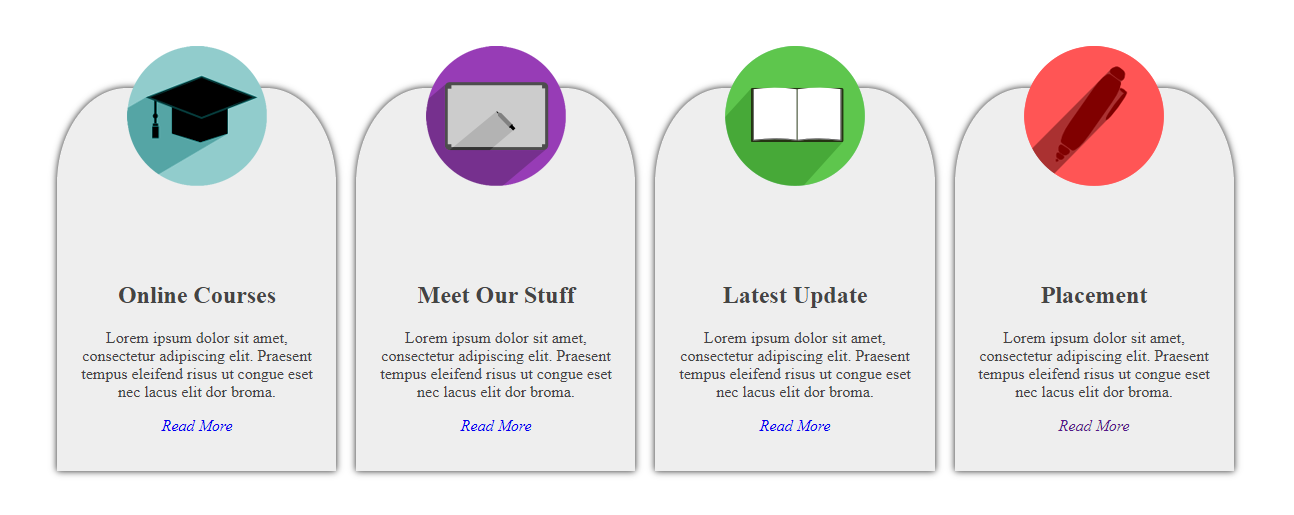 Online Courses
Lorem ipsum dolor sit amet,
consectetur adipiscing elit. Praesent
tempus eleifend risus ut congue eset
nec lacus elit dor broma.
Read More
Meet Our Stuff
Lorem ipsum dolor sit amet,
consectetur adipiscing elit. Praesent
tempus eleifend risus ut congue eset
nec lacus elit dor broma.
Read More
Latest Update
Lorem ipsum dolor sit amet,
consectetur adipiscing elit. Praesent
tempus eleifend risus ut congue eset
nec lacus elit dor broma.
Read More
Placement
Lorem ipsum dolor sit amet,
consectetur adipiscing elit. Praesent
tempus eleifend risus ut congue eset
nec lacus elit dor broma.
Read More